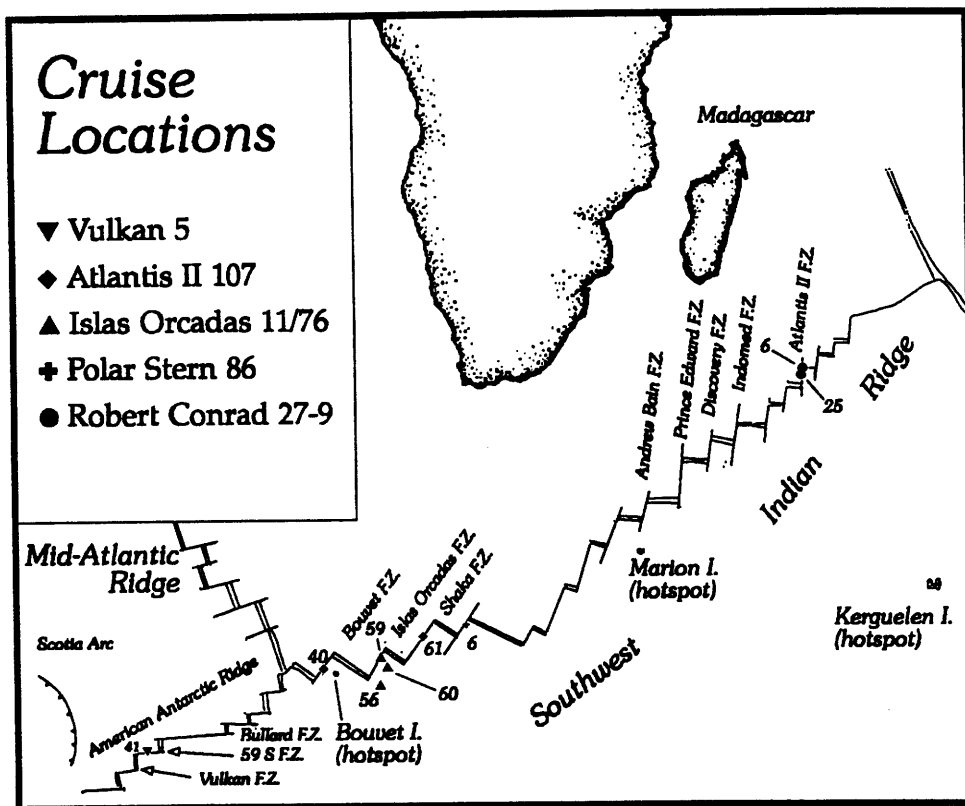 Cruise
Locations
▼ Vulkan 5
◆ Atlantis II 107
▲ Islas Orcadas 11/76
✚ Polar Stern 86
● Robert Conrad 27-9
Madagascar
Atlantis II F.Z.
6
25
Indomed F.Z.
Discovery F.Z.
Prince Edward F.Z.
Andrew Bain F.Z.
Southwest
Indian
Ridge
Marion I.
(hotspot)
Kerguelen I.
(hotspot)
Mid-Atlantic
Ridge
Scotia Arc
Bouvet F.Z.
Islas Orcadas F.Z.
Shaka F.Z.
59
40
61
6
56
60
Bouvet I.
(hotspot)
American Antarctic Ridge
Bullard F.Z.
41
59 S F.Z.
Vulkan F.Z.